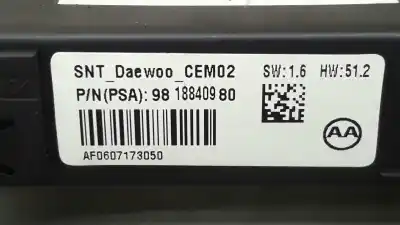 SNT_Daewoo_CEM02 SW:1.6 HW:51.2
P/N(PSA): 98 188409 80
AF0607173050
AA